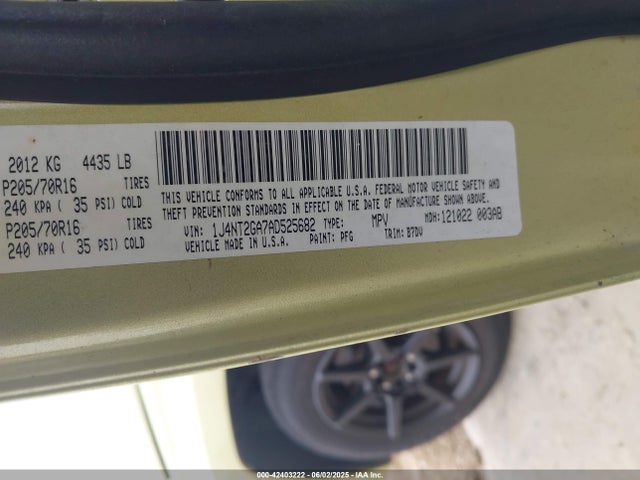 2012 KG 4435 LB
P205/70R16 TIRES
240 KPA ( 35 PSI) COLD
P205/70R16 TIRES
240 KPA ( 35 PSI) COLD
THIS VEHICLE CONFORMS TO ALL APPLICABLE U.S.A. FEDERAL MOTOR VEHICLE SAFETY AND
THEFT PREVENTION STANDARDS IN EFFECT ON THE DATE OF MANUFACTURE SHOWN ABOVE.
VIN: 1J4NT2GA7AD525682 TYPE: MPV MDH: 121022 003AB
VEHICLE MADE IN U.S.A. PAINT: PFG TRIM: B7DV
000-42403222 - 06/02/2025 - IAAI.COM